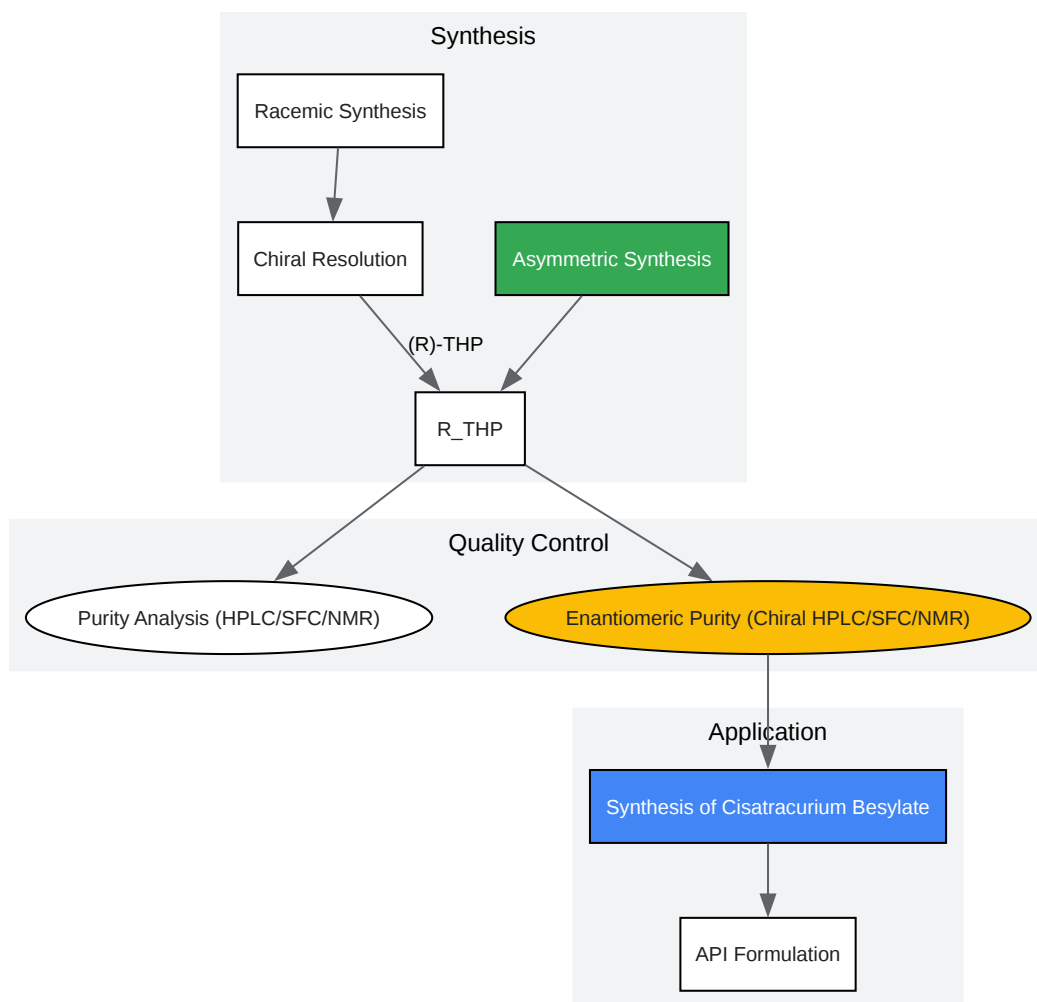 Synthesis
Racemic Synthesis
Chiral Resolution
Asymmetric Synthesis
(R)-THP
R_THP
Quality Control
Purity Analysis (HPLC/SFC/NMR)
Enantiomeric Purity (Chiral HPLC/SFC/NMR)
Application
Synthesis of Cisatracurium Besylate
API Formulation